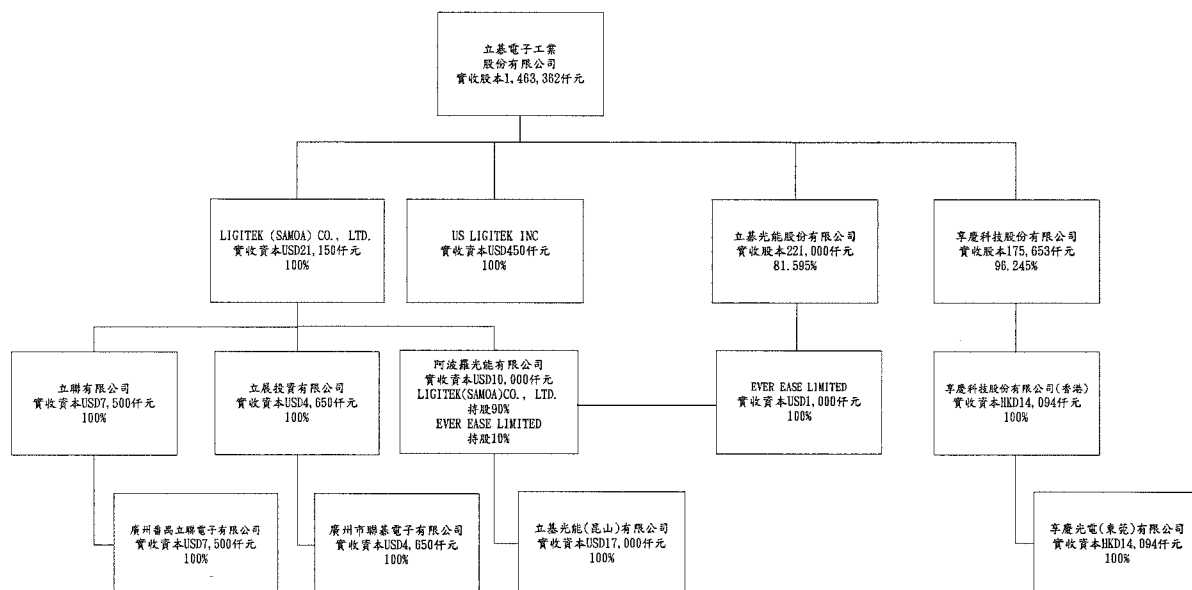 立碁電子工業
股份有限公司
實收股本1,463,362仟元
LIGITEK (SAMOA) CO., LTD.
實收資本USD21,150仟元
100%
US LIGITEK INC
實收資本USD450仟元
100%
立碁光能股份有限公司
實收股本221,000仟元
81.595%
享慶科技股份有限公司
實收股本175,653仟元
96.245%
立聯有限公司
實收資本USD7,500仟元
100%
立展投資有限公司
實收資本USD4,650仟元
100%
阿波羅光能有限公司
實收資本USD10,000仟元
LIGITEK(SAMOA)CO., LTD.
持股90%
EVER EASE LIMITED
持股10%
EVER EASE LIMITED
實收資本USD1,000仟元
100%
享慶科技股份有限公司(香港)
實收資本HKD14,094仟元
100%
廣州番禺立聯電子有限公司
實收資本USD7,500仟元
100%
廣州市聯碁電子有限公司
實收資本USD4,650仟元
100%
立基光能(昆山)有限公司
實收資本USD17,000仟元
100%
享慶光電(東莞)有限公司
實收資本HKD14,094仟元
100%